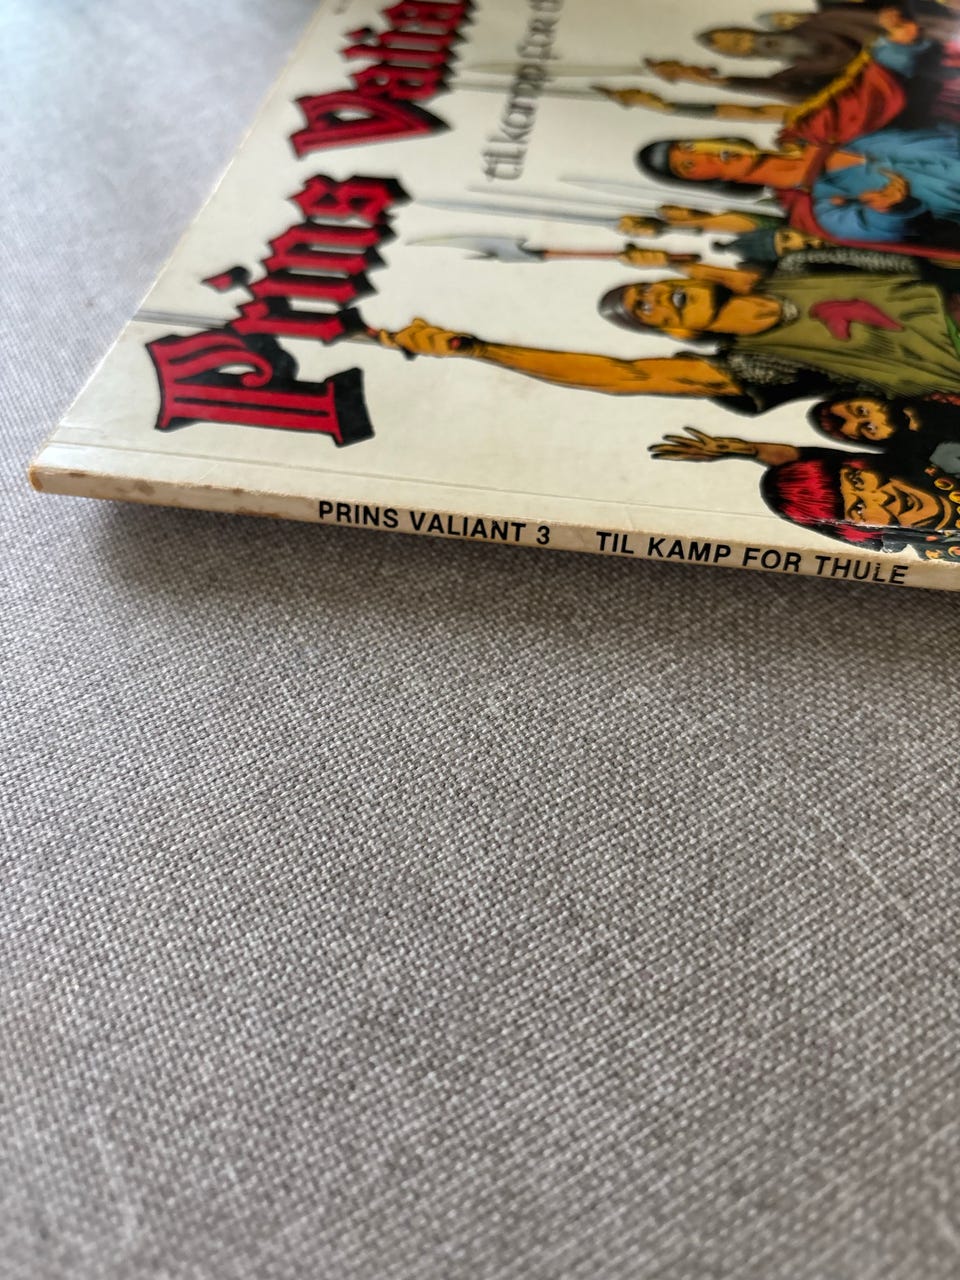 Prins Valia
til kamp for
PRINS VALIANT 3 TIL KAMP FOR THULE